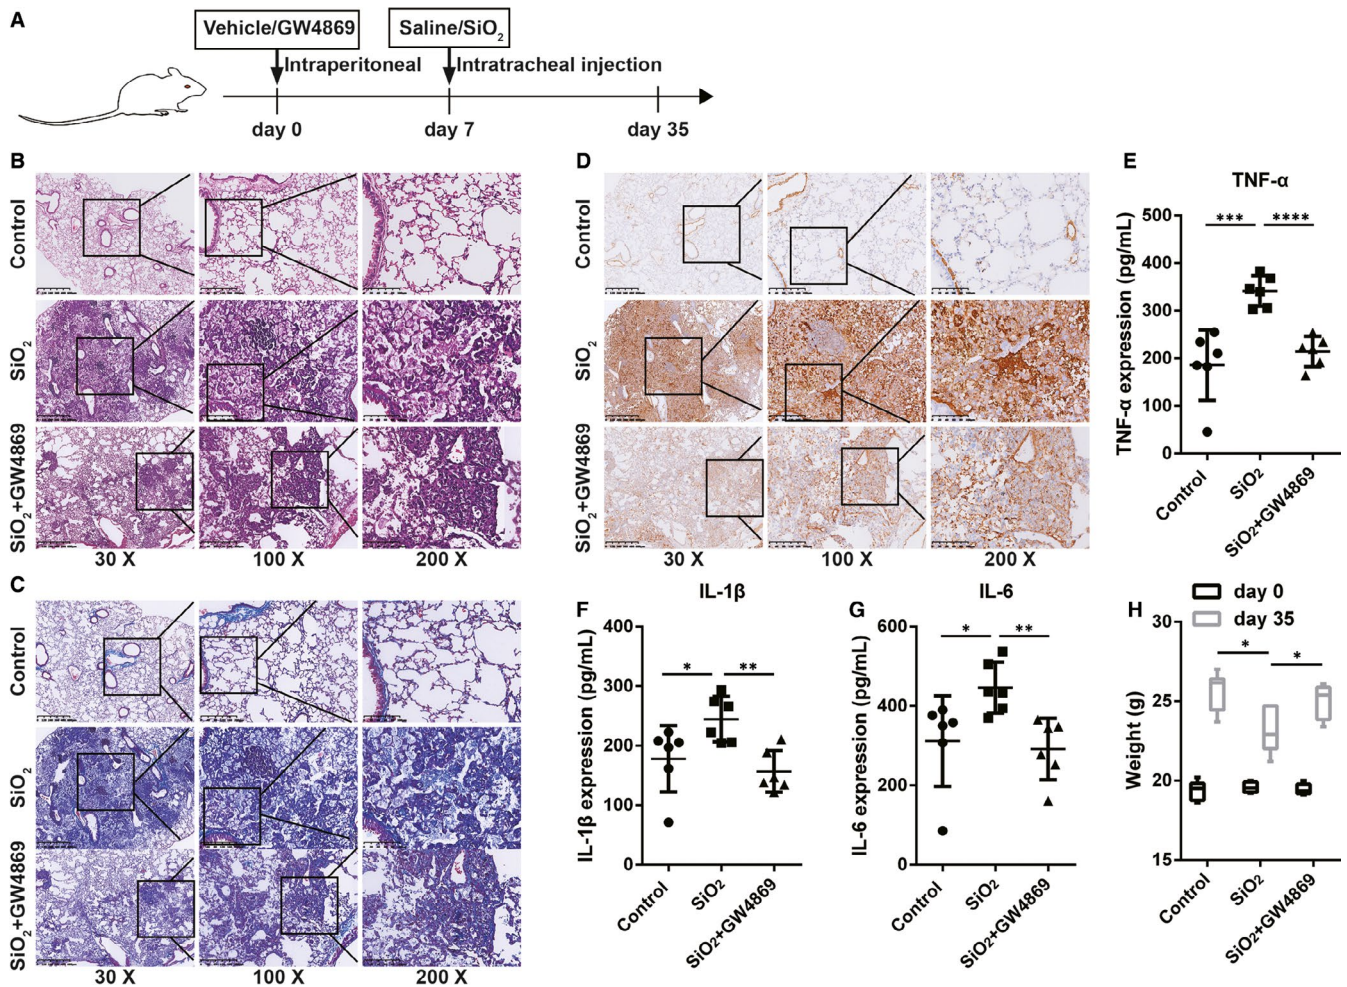 A
Vehicle/GW4869
Saline/SiO₂
Intraperitoneal
Intratracheal injection
day 0
day 7
day 35
B
Control
SiO₂
SiO₂+GW4869
30 X
100 X
200 X
C
Control
SiO₂
SiO₂+GW4869
30 X
100 X
200 X
D
Control
SiO₂
SiO₂+GW4869
30 X
100 X
200 X
E
TNF-α
TNF-α expression (pg/mL)
500
400
300
200
100
0
***
****
Control
SiO₂
SiO₂+GW4869
F
IL-1β
IL-1β expression (pg/mL)
400
300
200
100
0
*
**
Control
SiO₂
SiO₂+GW4869
G
IL-6
IL-6 expression (pg/mL)
600
400
200
0
*
**
Control
SiO₂
SiO₂+GW4869
H
day 0
day 35
Weight (g)
30
25
20
15
*
*
Control
SiO₂
SiO₂+GW4869